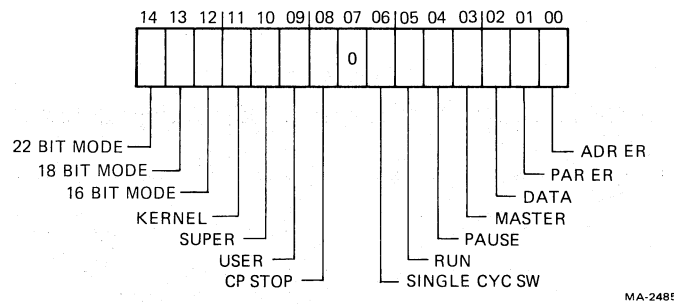 14 13 12 11 10 09 08 07 06 05 04 03 02 01 00
0
22 BIT MODE
ADR ER
18 BIT MODE
PAR ER
16 BIT MODE
DATA
KERNEL
MASTER
SUPER
PAUSE
USER
RUN
CP STOP
SINGLE CYC SW
MA-2485